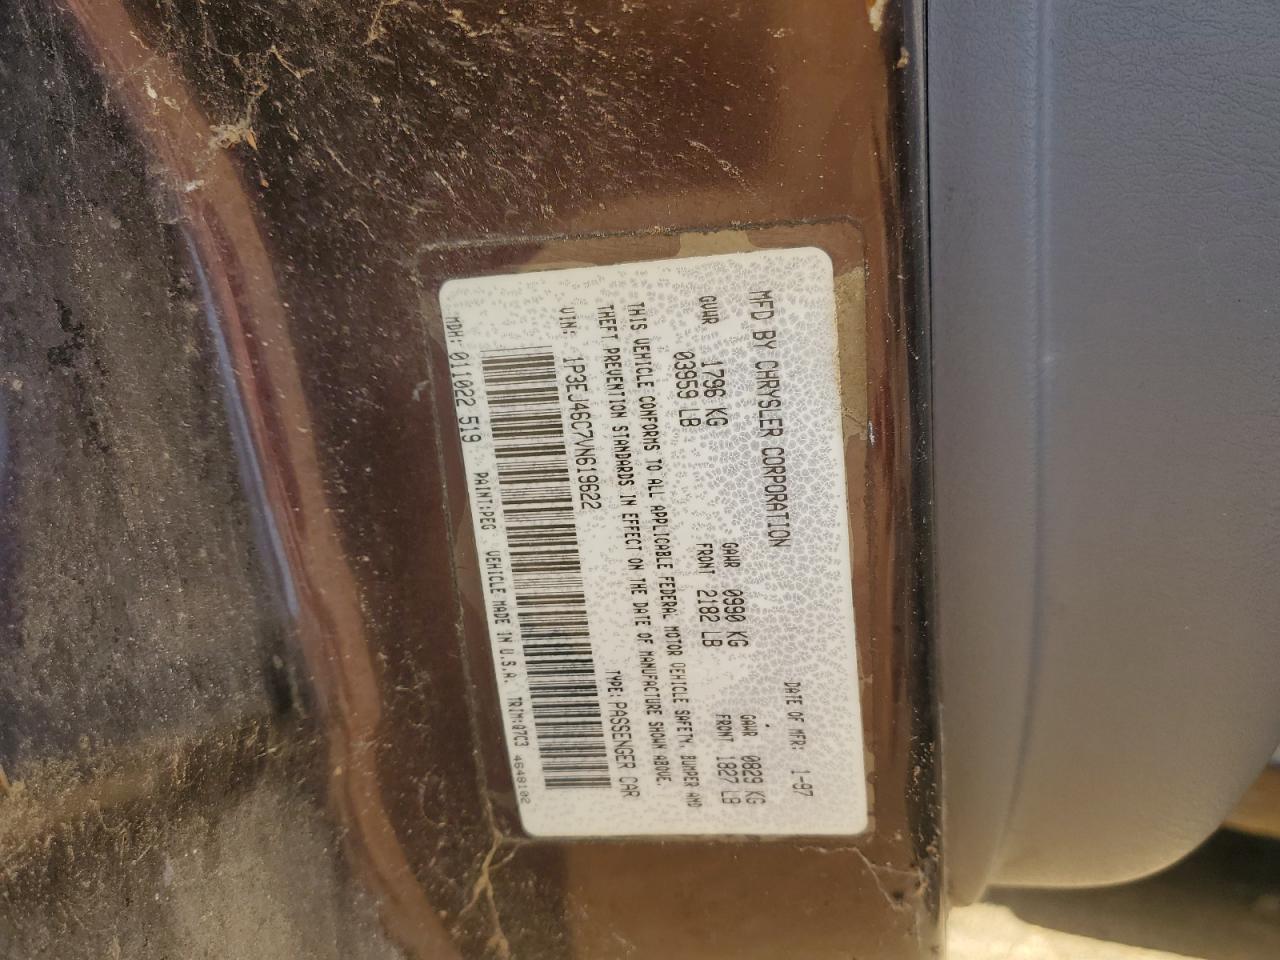 MFD BY CHRYSLER CORPORATION DATE OF MFR: 1-97
GVWR 1796 KG GAWR 0990 KG GAWR 0829 KG
03959 LB FRONT 2182 LB FRONT 1827 LB
THIS VEHICLE CONFORMS TO ALL APPLICABLE FEDERAL MOTOR VEHICLE SAFETY, BUMPER AND
THEFT PREVENTION STANDARDS IN EFFECT ON THE DATE OF MANUFACTURE SHOWN ABOVE.
VIN: 1P3EJ46C7VN619622 TYPE: PASSENGER CAR
MDH: 011022 519 PAINT:PEG VEHICLE MADE IN U.S.A. TRIM:Q7C3 4648102